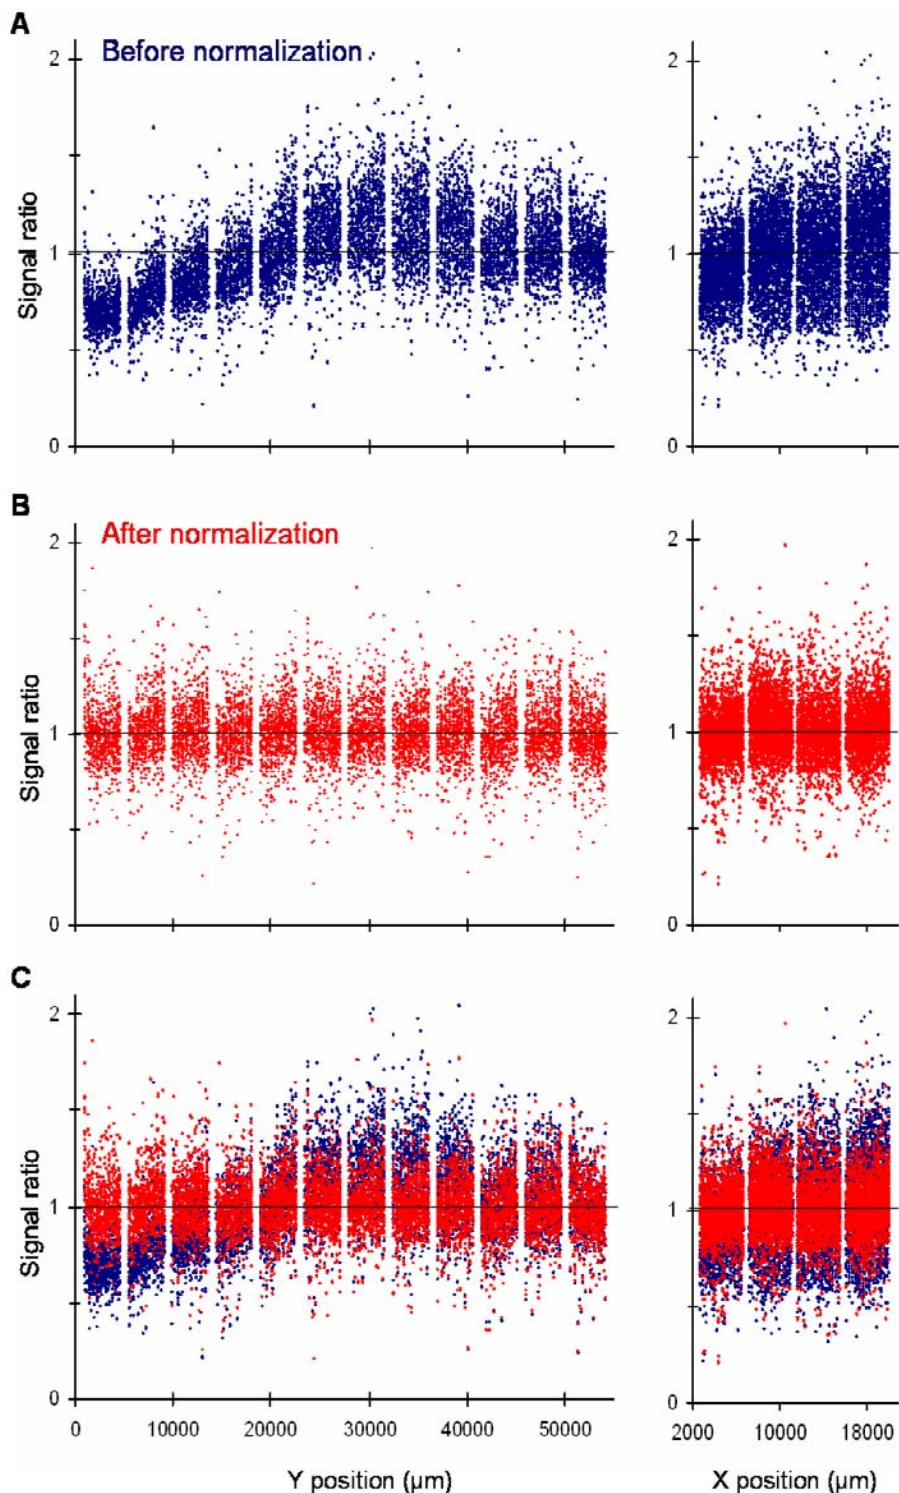 A
Before normalization
2
1
0
Signal ratio
2
1
0
B
After normalization
2
1
0
Signal ratio
2
1
0
C
2
1
0
Signal ratio
2
1
0
0 10000 20000 30000 40000 50000
2000 10000 18000
Y position (µm)
X position (µm)